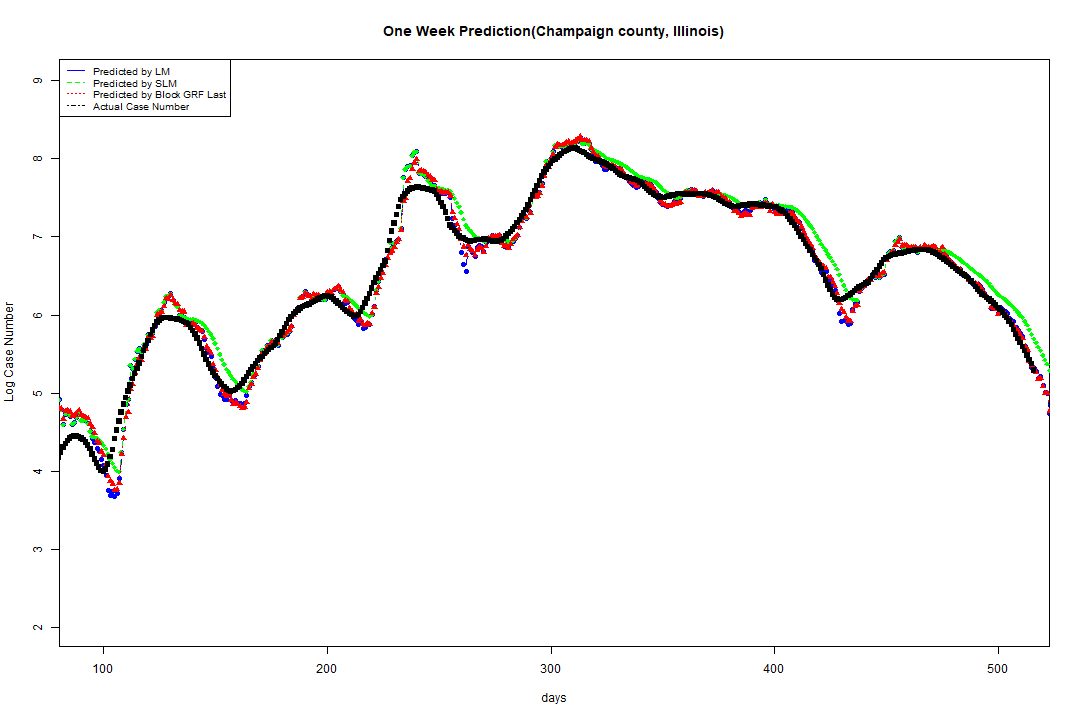 One Week Prediction(Champaign county, Illinois)
Predicted by LM
Predicted by SLM
Predicted by Block GRF Last
Actual Case Number
Log Case Number
9
8
7
6
5
4
3
2
100 200 300 400 500
days